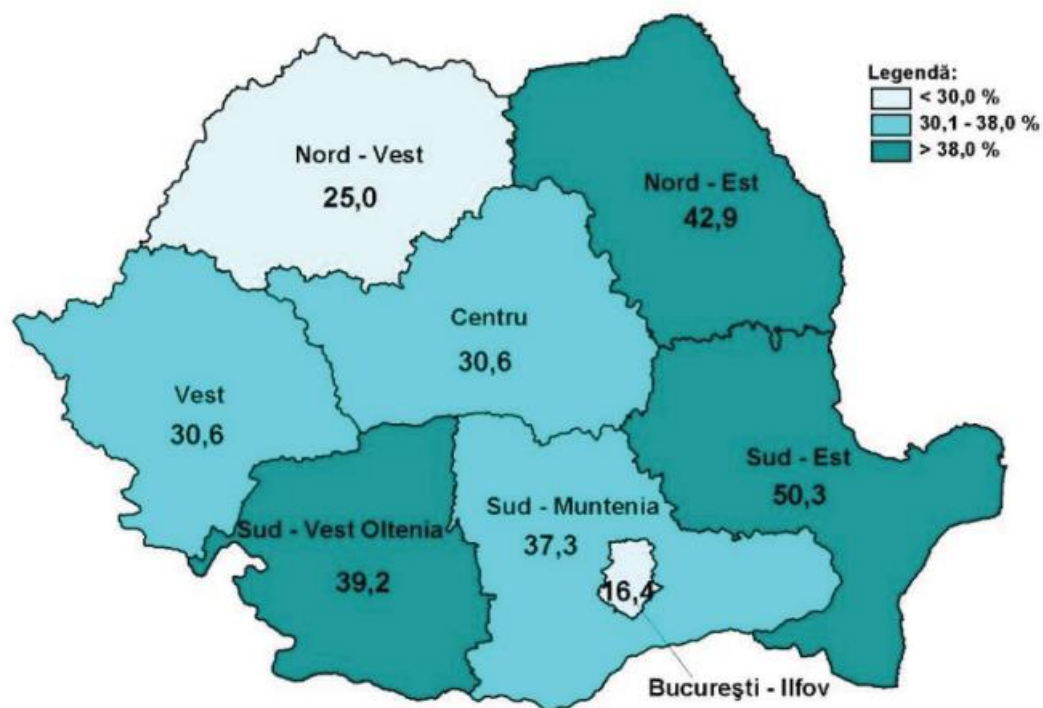 Legendă:
< 30,0 %
30,1 - 38,0 %
> 38,0 %
Nord - Vest
25,0
Nord - Est
42,9
Centru
30,6
Vest
30,6
Sud - Est
50,3
Sud - Vest Oltenia
39,2
Sud - Muntenia
37,3
16,4
Bucureşti - Ilfov